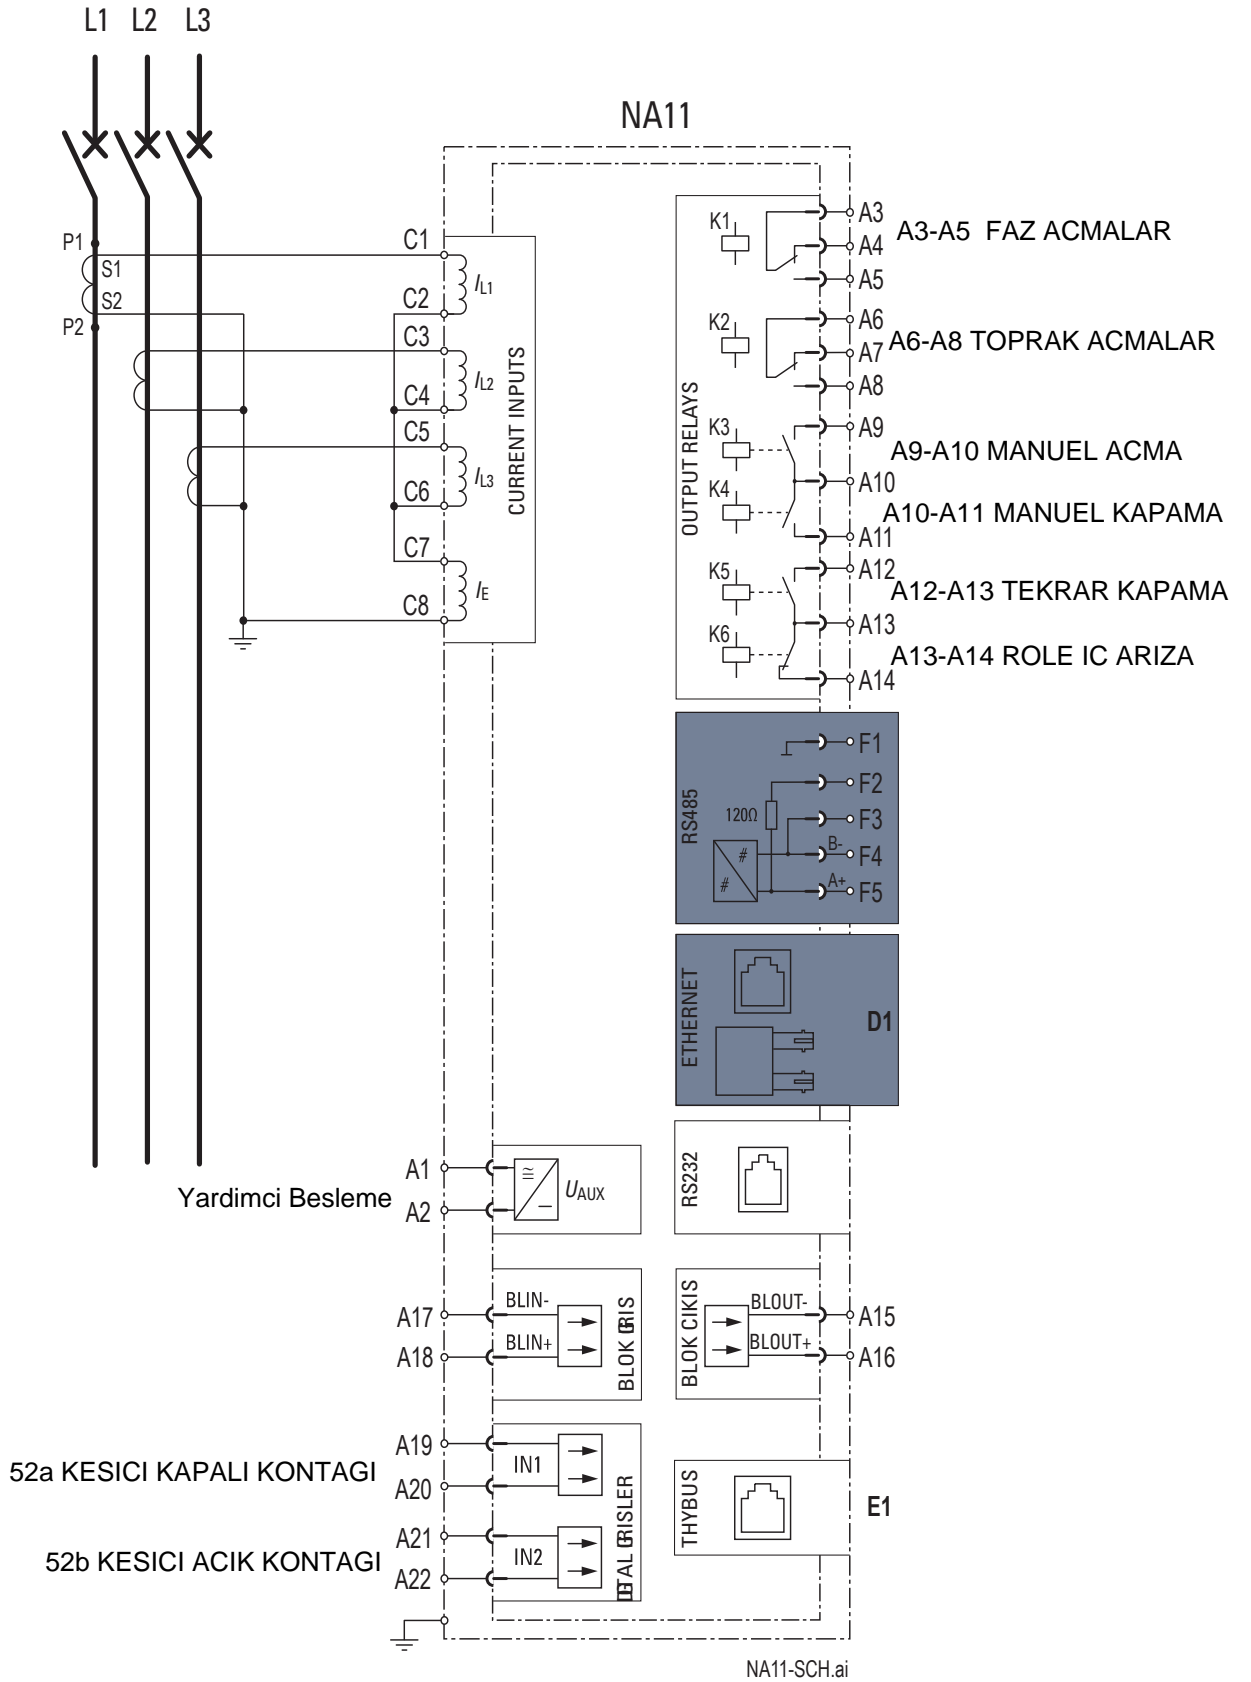 L1 L2 L3
NA11
P1
S1
S2
P2
C1
C2
C3
C4
C5
C6
C7
C8
IL1
IL2
IL3
IE
CURRENT INPUTS
OUTPUT RELAYS
K1
K2
K3
K4
K5
K6
A3
A4
A5
A3-A5 FAZ ACMALAR
A6
A7
A8
A6-A8 TOPRAK ACMALAR
A9
A9-A10 MANUEL ACMA
A10
A10-A11 MANUEL KAPAMA
A11
A12
A12-A13 TEKRAR KAPAMA
A13
A13-A14 ROLE IC ARIZA
A14
RS485
120Ω
#
#
B-
A+
F1
F2
F3
F4
F5
ETHERNET
D1
A1
A2
Yardimci Besleme
UAUX
RS232
A17
A18
BLIN-
BLIN+
BLOK
BLOK CIKIS
BLOUT-
BLOUT+
A15
A16
52a KESICI KAPALI KONTAGI
A19
A20
IN1
52b KESICI ACIK KONTAGI
A21
A22
IN2
THYBUS
E1
NA11-SCH.ai